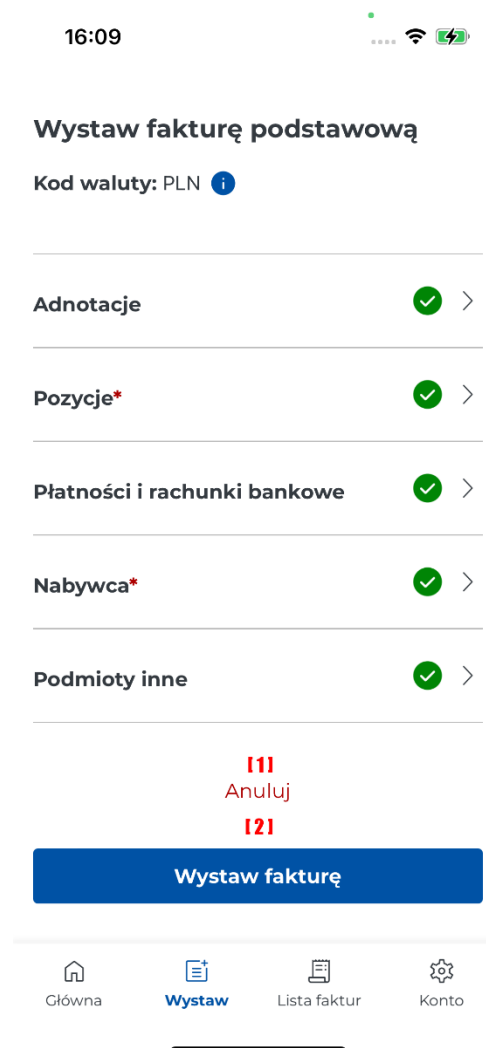 16:09
Wystaw fakturę podstawową
Kod waluty: PLN i
Adnotacje
Pozycje*
Płatności i rachunki bankowe
Nabywca*
Podmioty inne
[1]
Anuluj
[2]
Wystaw fakturę
Główna Wystaw Lista faktur Konto